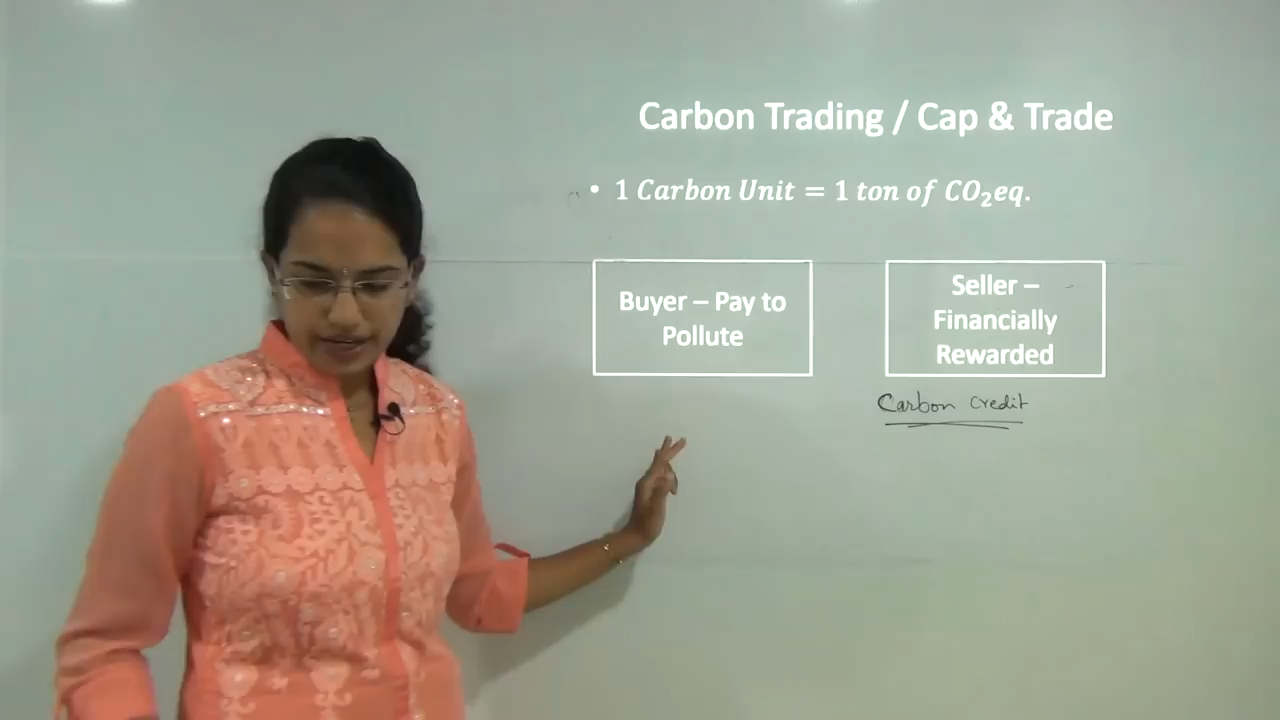 Carbon Trading / Cap & Trade
• 1 Carbon Unit = 1 ton of CO₂eq.
Buyer – Pay to
Pollute
Seller –
Financially
Rewarded
Carbon Credit